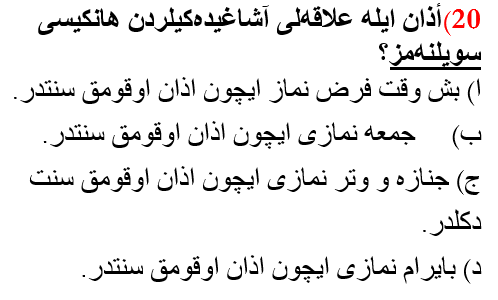 20)أذان ایله علاقه‌لی آشاغیده‌کیلردن هانکیسی
سویلنه‌مز؟
ا) بش وقت فرض نماز ایچون اذان اوقومق سنتدر.
ب) جمعه نمازی ایچون اذان اوقومق سنتدر.
ج) جنازه و وتر نمازی ایچون اذان اوقومق سنت
دكلدر.
د) بایرام نمازی ایچون اذان اوقومق سنتدر.